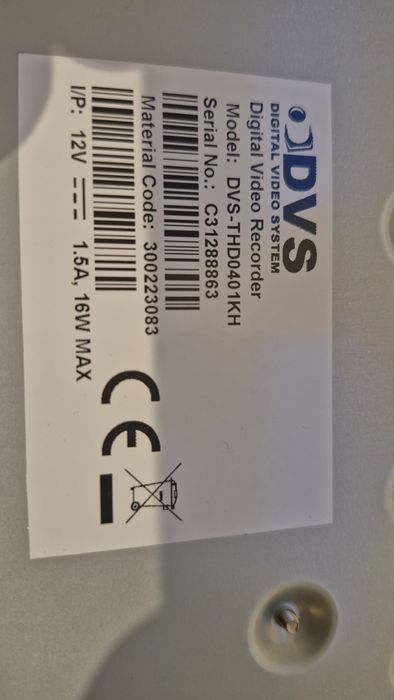 DVS
DIGITAL VIDEO SYSTEM
Digital Video Recorder
Model: DVS-THD0401KH
Serial No.: C31288863
Material Code: 300223083
I/P: 12V 1.5A, 16W MAX
CE